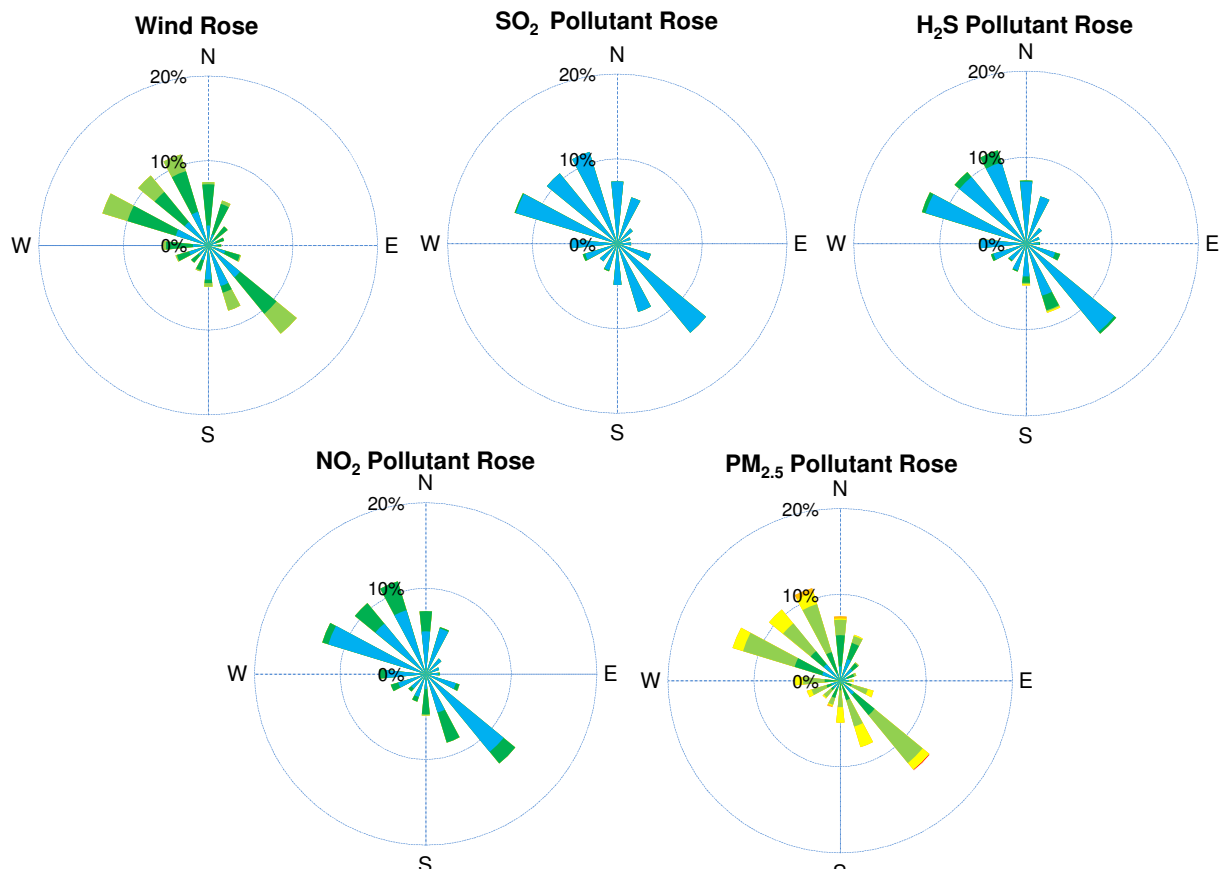 Wind Rose
N
20%
10%
0%
W
E
S
SO₂ Pollutant Rose
N
20%
10%
0%
W
E
S
H₂S Pollutant Rose
N
20%
10%
0%
W
E
S
NO₂ Pollutant Rose
N
20%
10%
0%
W
E
S
PM₂.₅ Pollutant Rose
N
20%
10%
0%
W
E
S